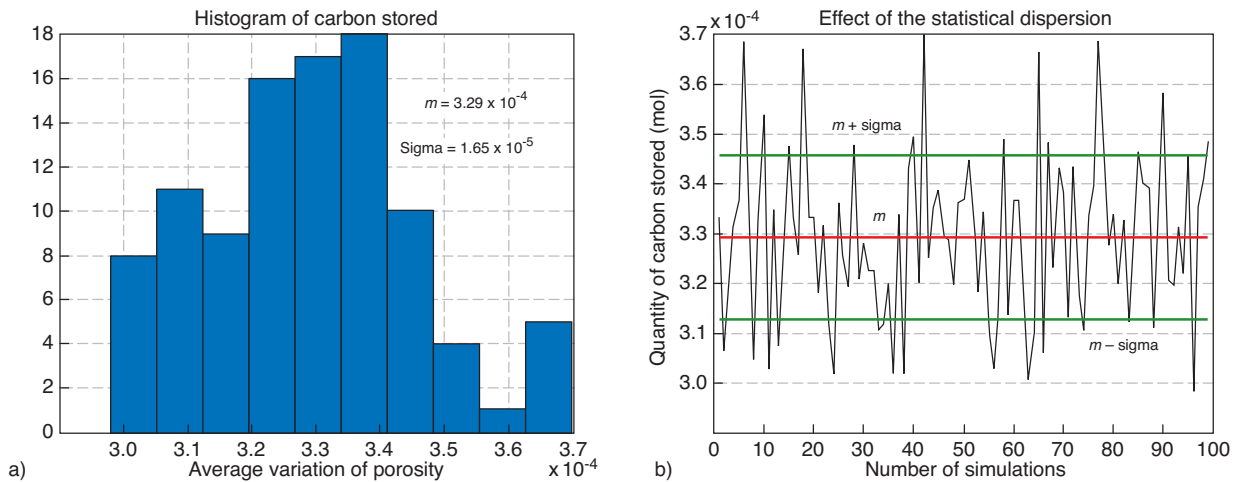 Histogram of carbon stored
18
16
14
12
10
8
6
4
2
0
m = 3.29 x 10-4
Sigma = 1.65 x 10-5
3.0 3.1 3.2 3.3 3.4 3.5 3.6 3.7
x 10-4
Average variation of porosity
a)
Effect of the statistical dispersion
x 10-4
3.7
3.6
3.5
3.4
3.3
3.2
3.1
3.0
Quantity of carbon stored (mol)
m + sigma
m
m – sigma
0 10 20 30 40 50 60 70 80 90 100
Number of simulations
b)